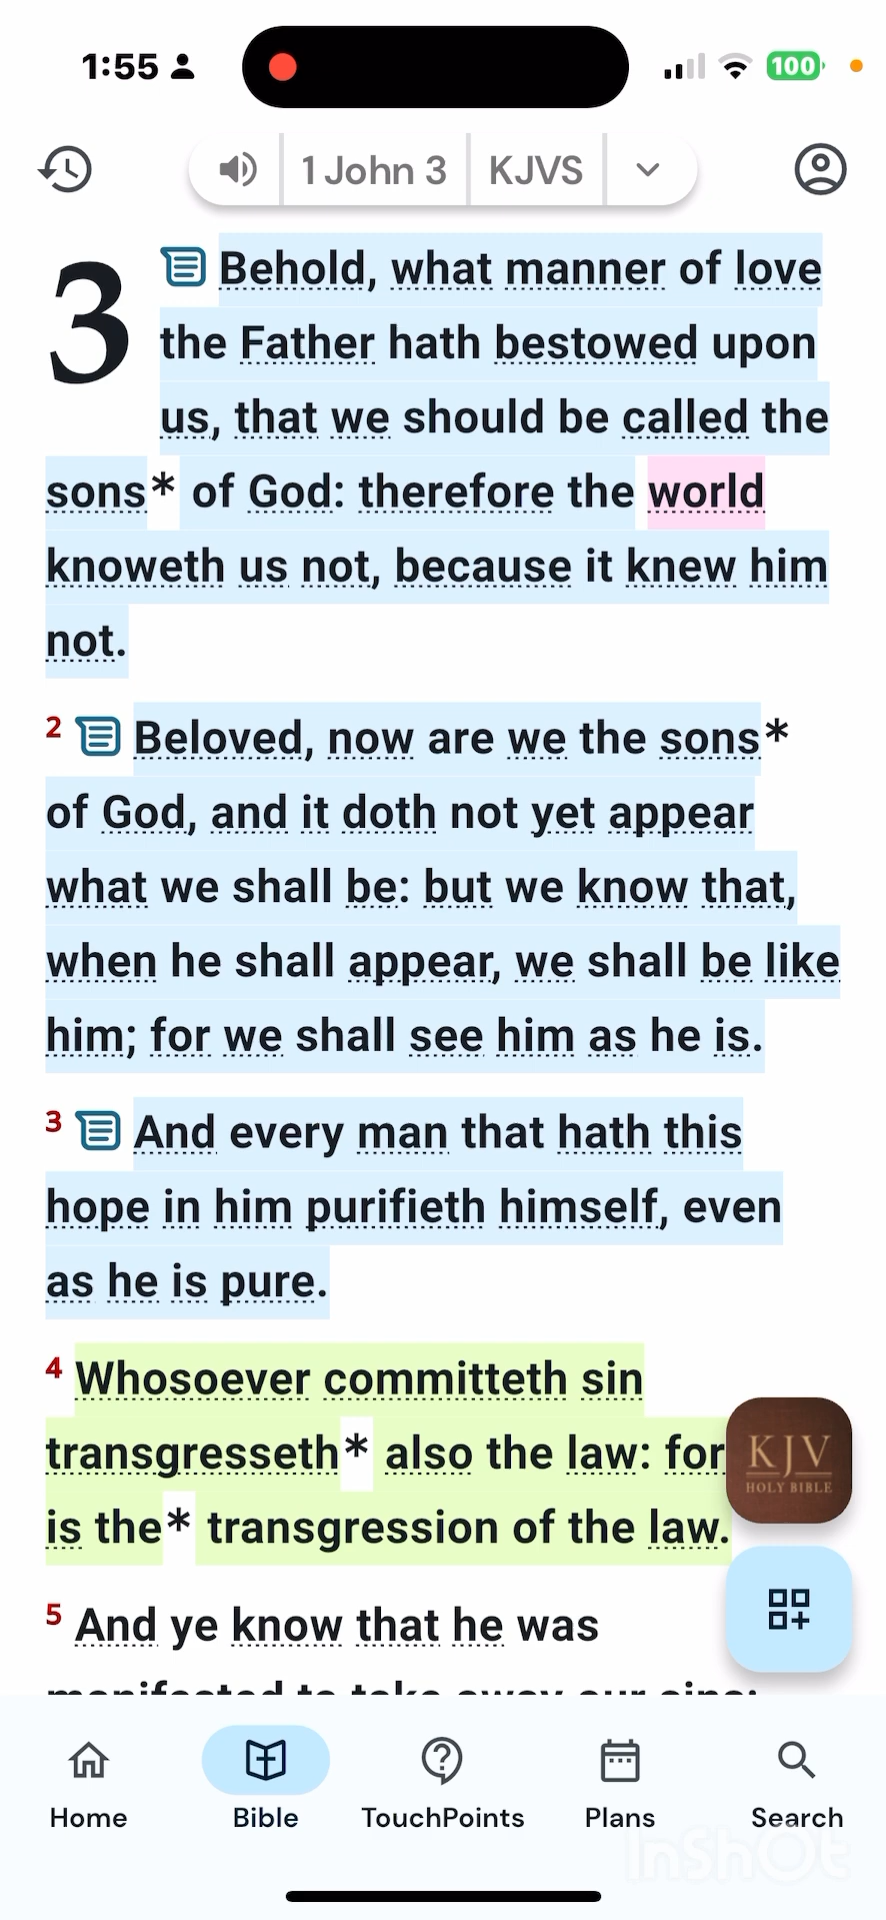 1:55
100
1 John 3
KJVS
3 Behold, what manner of love
the Father hath bestowed upon
us, that we should be called the
sons* of God: therefore the world
knoweth us not, because it knew him
not.
2 Beloved, now are we the sons*
of God, and it doth not yet appear
what we shall be: but we know that,
when he shall appear, we shall be like
him; for we shall see him as he is.
3 And every man that hath this
hope in him purifieth himself, even
as he is pure.
4 Whosoever committeth sin
transgresseth* also the law: for
is the* transgression of the law.
KJV
HOLY BIBLE
5 And ye know that he was
manifested to take away our sins;
Home
Bible
TouchPoints
Plans
Search
InShOt